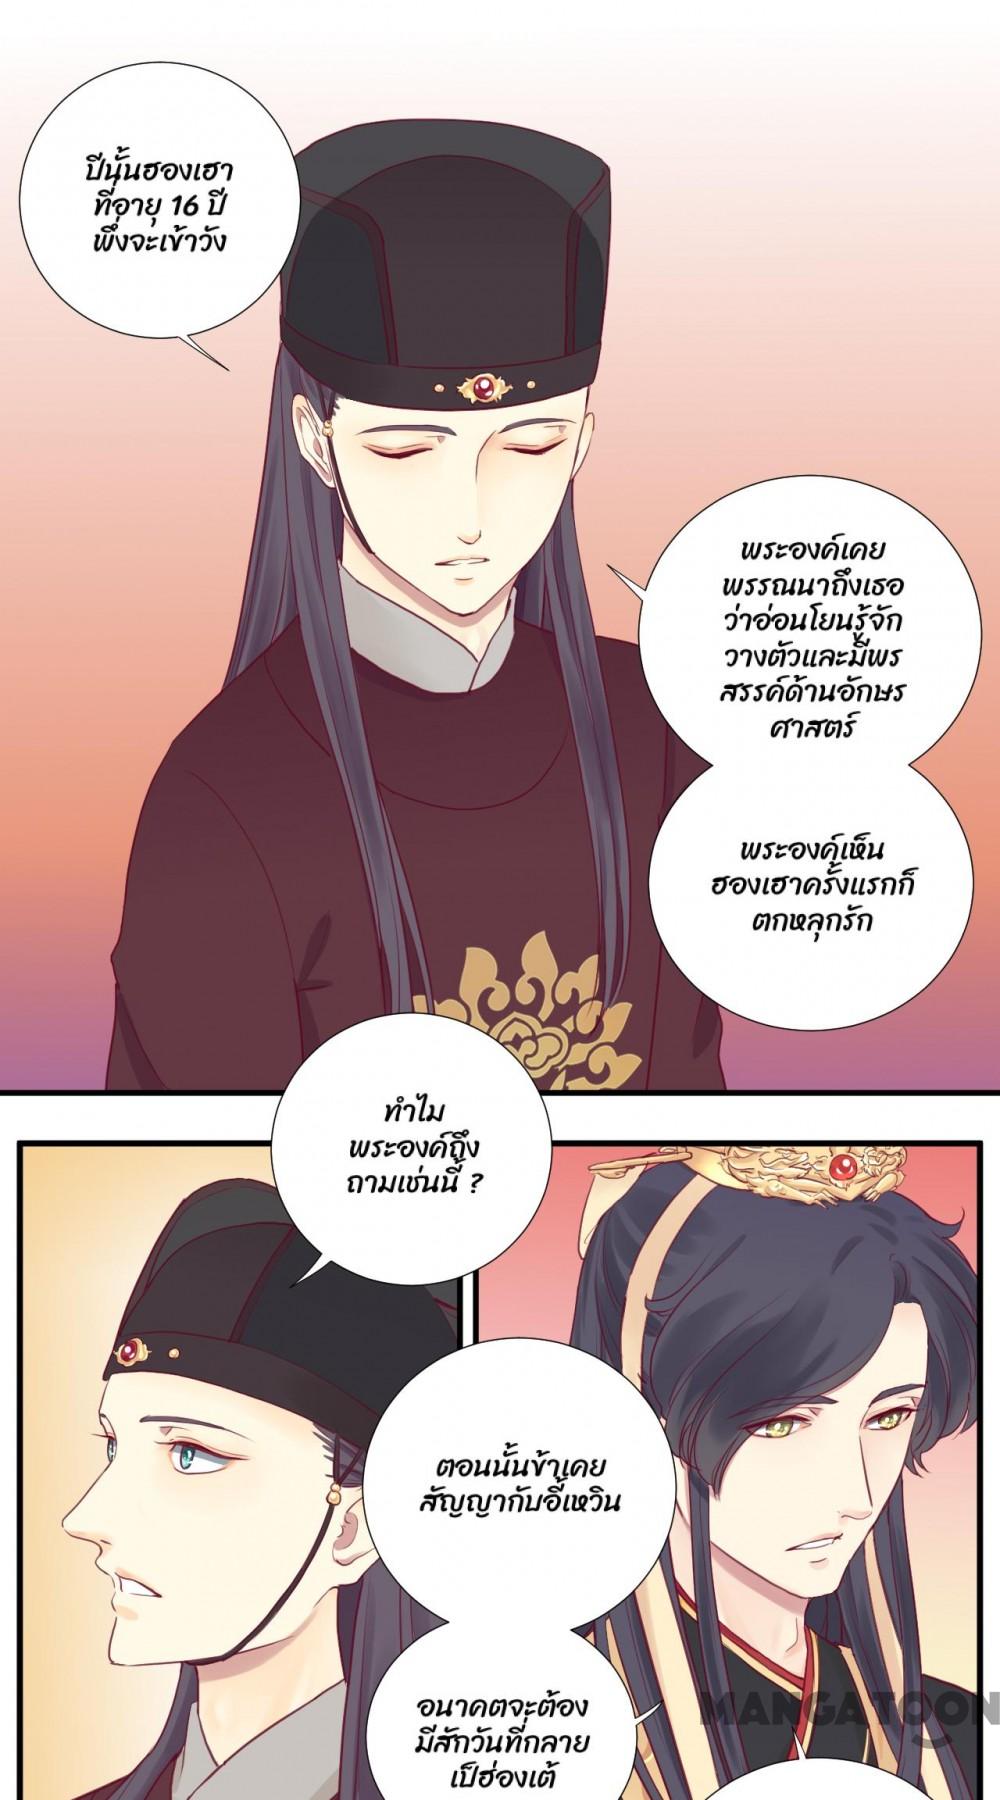 ปีนั้นฮองเฮา
ที่อายุ 16 ปี
พึ่งจะเข้าวัง
พระองค์เคย
พรรณนาถึงเธอ
ว่าอ่อนโยนรู้จัก
วางตัวและมีพร
สรรค์ด้านอักษร
ศาสตร์
พระองค์เห็น
ฮองเฮาครั้งแรกก็
ตกหลุกรัก
ทำไม
พระองค์ถึง
ถามเช่นนี้ ?
ตอนนั้นข้าเคย
สัญญากับอี้เหวิน
อนาคตจะต้อง
มีสักวันที่กลาย
เป็ฮ่องเต้
MANGATOON